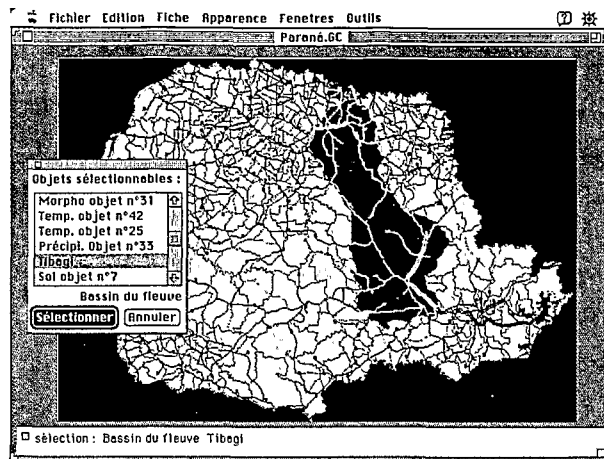 Fichier Edition Fiche Apparence Fenetres Outils
Paraná.GC
Objets sélectionnables :
Morpho objet n°31
Temp. objet n°42
Temp. objet n°25
Précipi. Objet n°33
Tibagi
Sol objet n°7
Bassin du fleuve
Sélectionner Annuler
sélection : Bassin du fleuve Tibagi